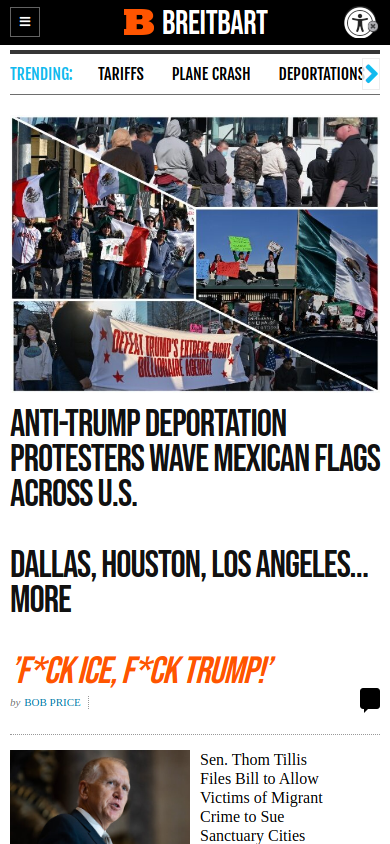 BREITBART
TRENDING:
TARIFFS
PLANE CRASH
DEPORTATIONS
DEFEAT TRUMP'S EXTREME-RIGHT
BILLIONAIRE AGENDA
ANTI-TRUMP DEPORTATION
PROTESTERS WAVE MEXICAN FLAGS
ACROSS U.S.
DALLAS, HOUSTON, LOS ANGELES…
MORE
'F*CK ICE, F*CK TRUMP!'
by BOB PRICE
Sen. Thom Tillis
Files Bill to Allow
Victims of Migrant
Crime to Sue
Sanctuary Cities